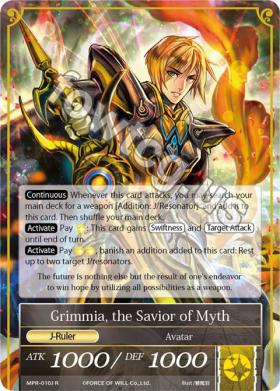 Continuous Whenever this card attacks, you may search your
main deck for a weapon [Addition: J/Resonator] and add it to
this card. Then shuffle your main deck.
Activate Pay : This card gains Swiftness and Target Attack
until end of turn.
Activate Pay , banish an addition added to this card: Rest
up to two target J/resonators.
The future is nothing else but the result of one's endeavor
to win hope by utilizing all possibilities as a weapon.
Grimmia, the Savior of Myth
J-Ruler Avatar
ATK 1000 / DEF 1000
MPR-010J R ©FORCE OF WILL Co.,Ltd. Illust/